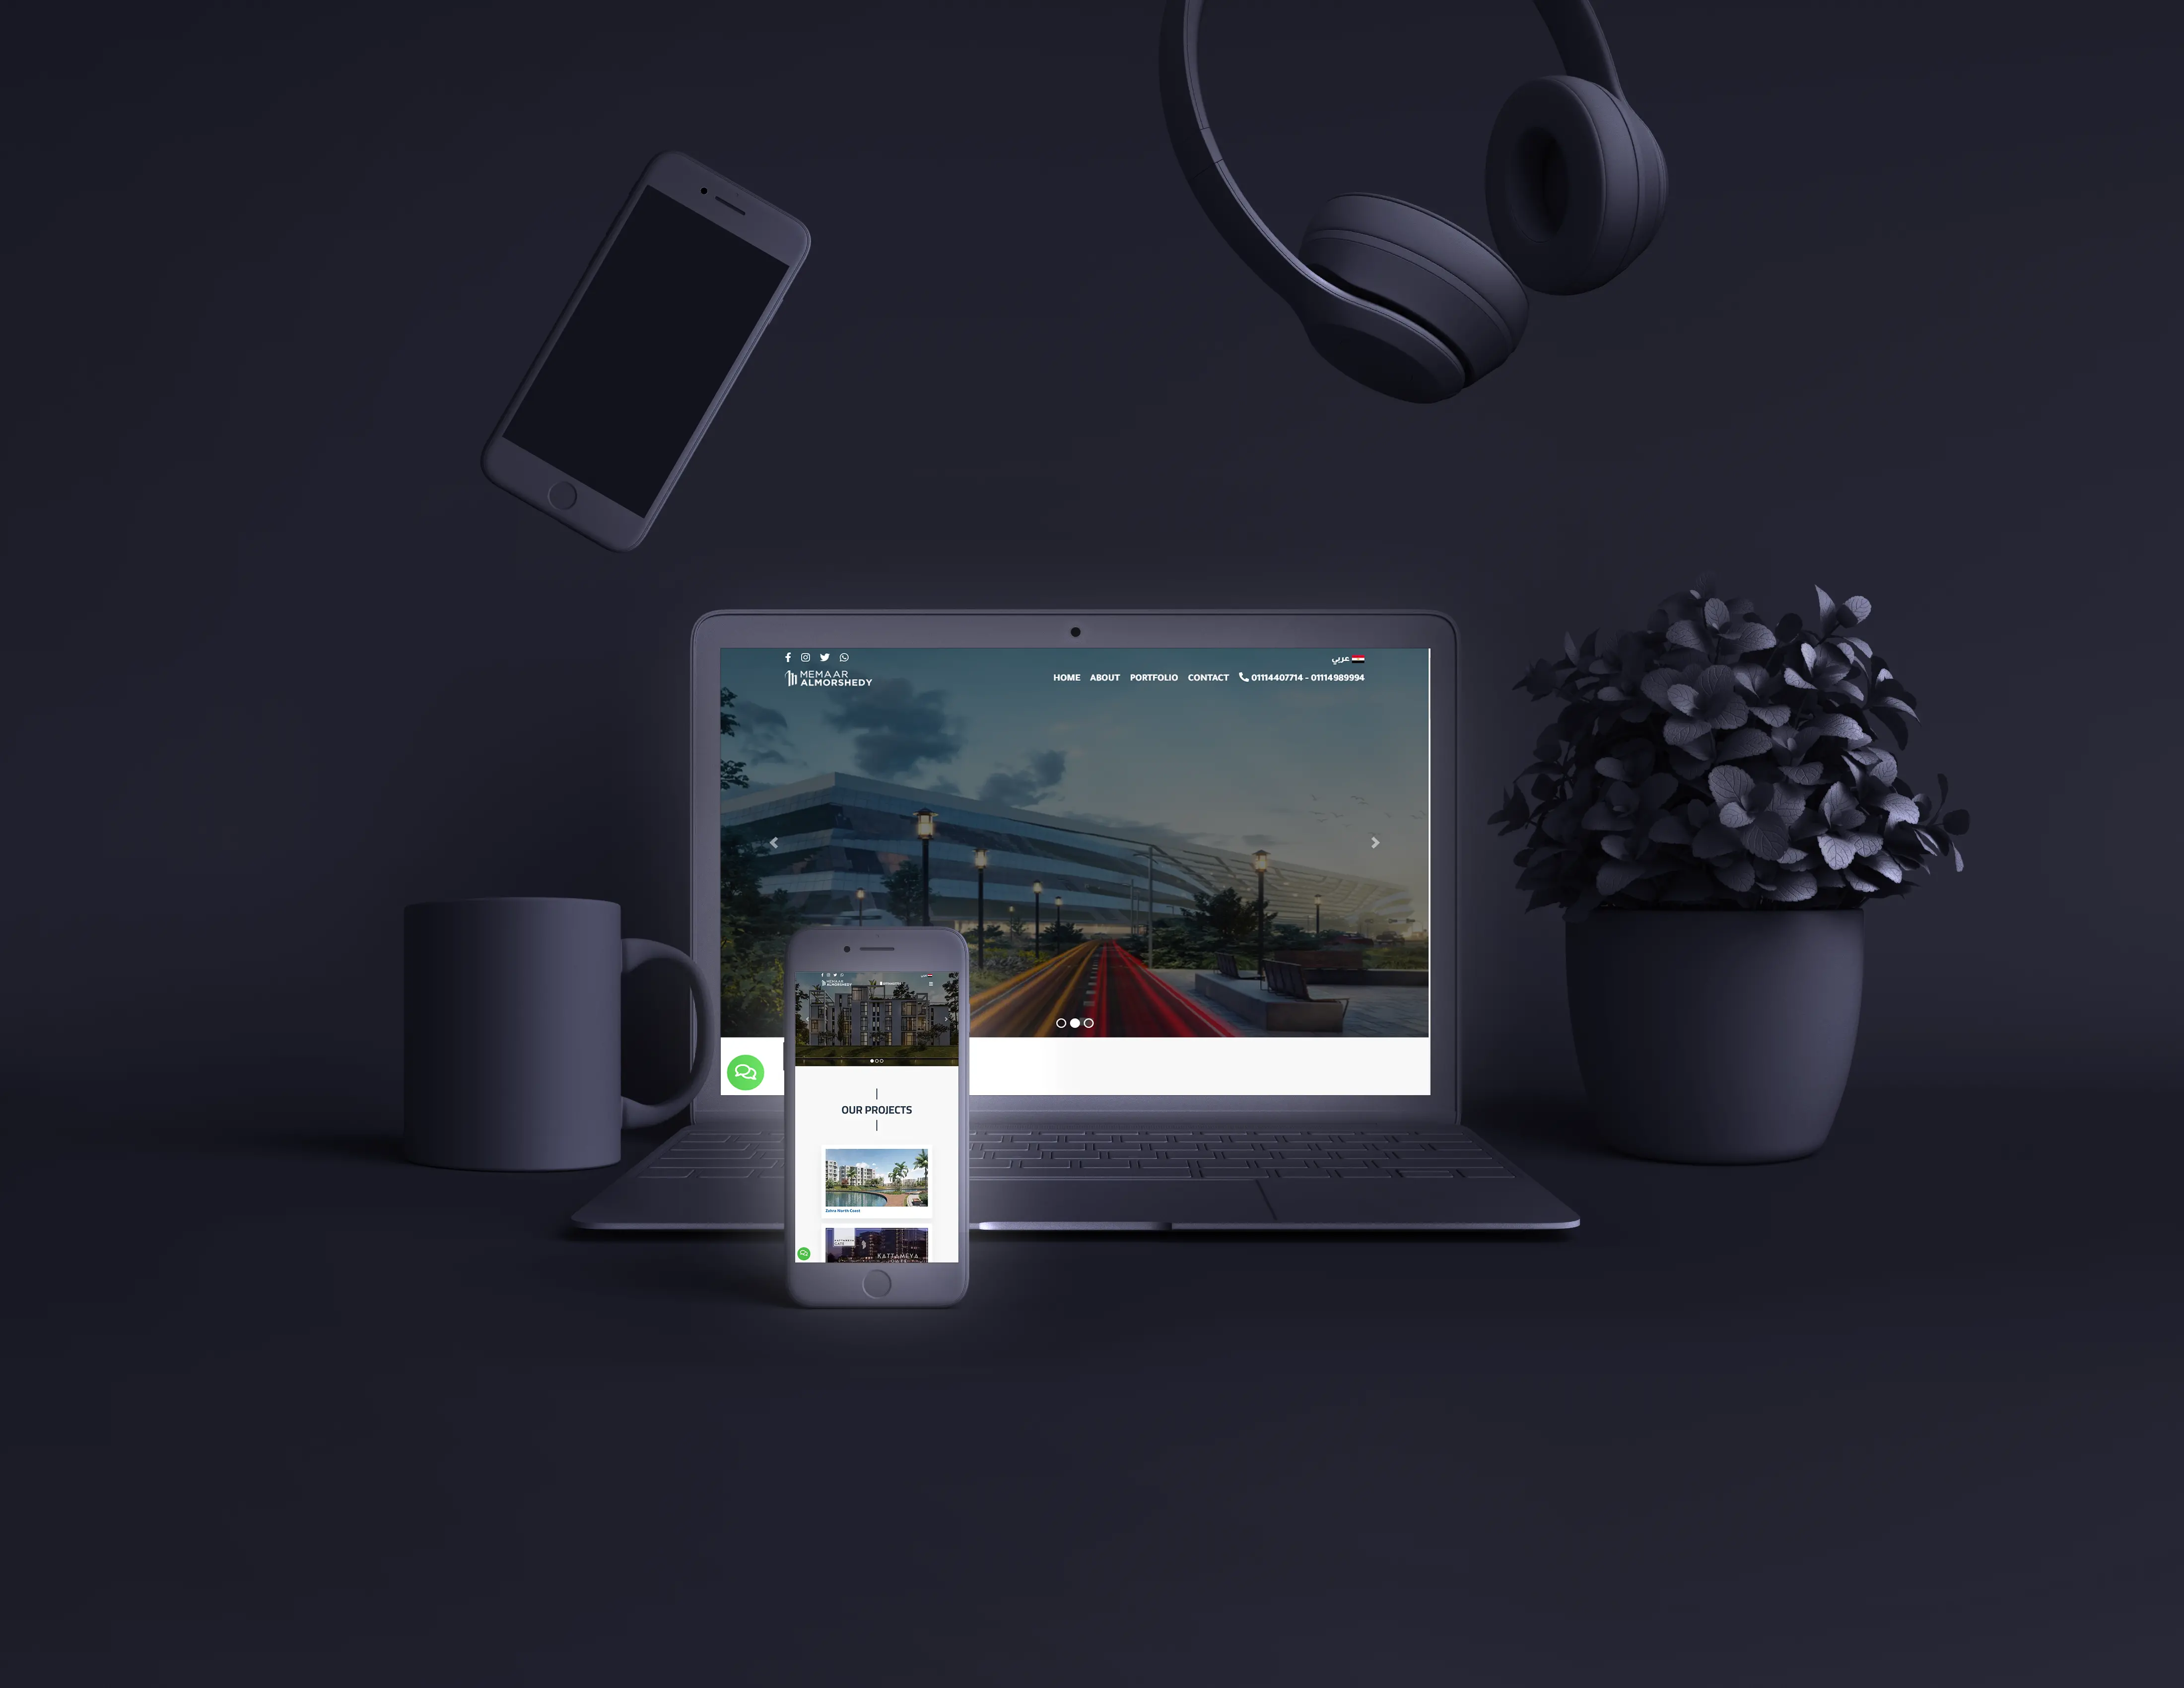 عربي
MEMAAR
ALMORSHEDY
HOME ABOUT PORTFOLIO CONTACT 01114407714 - 01114989994
MEMAAR
ALMORSHEDY
OUR PROJECTS
Zahra North Coast
KATTAMEYA